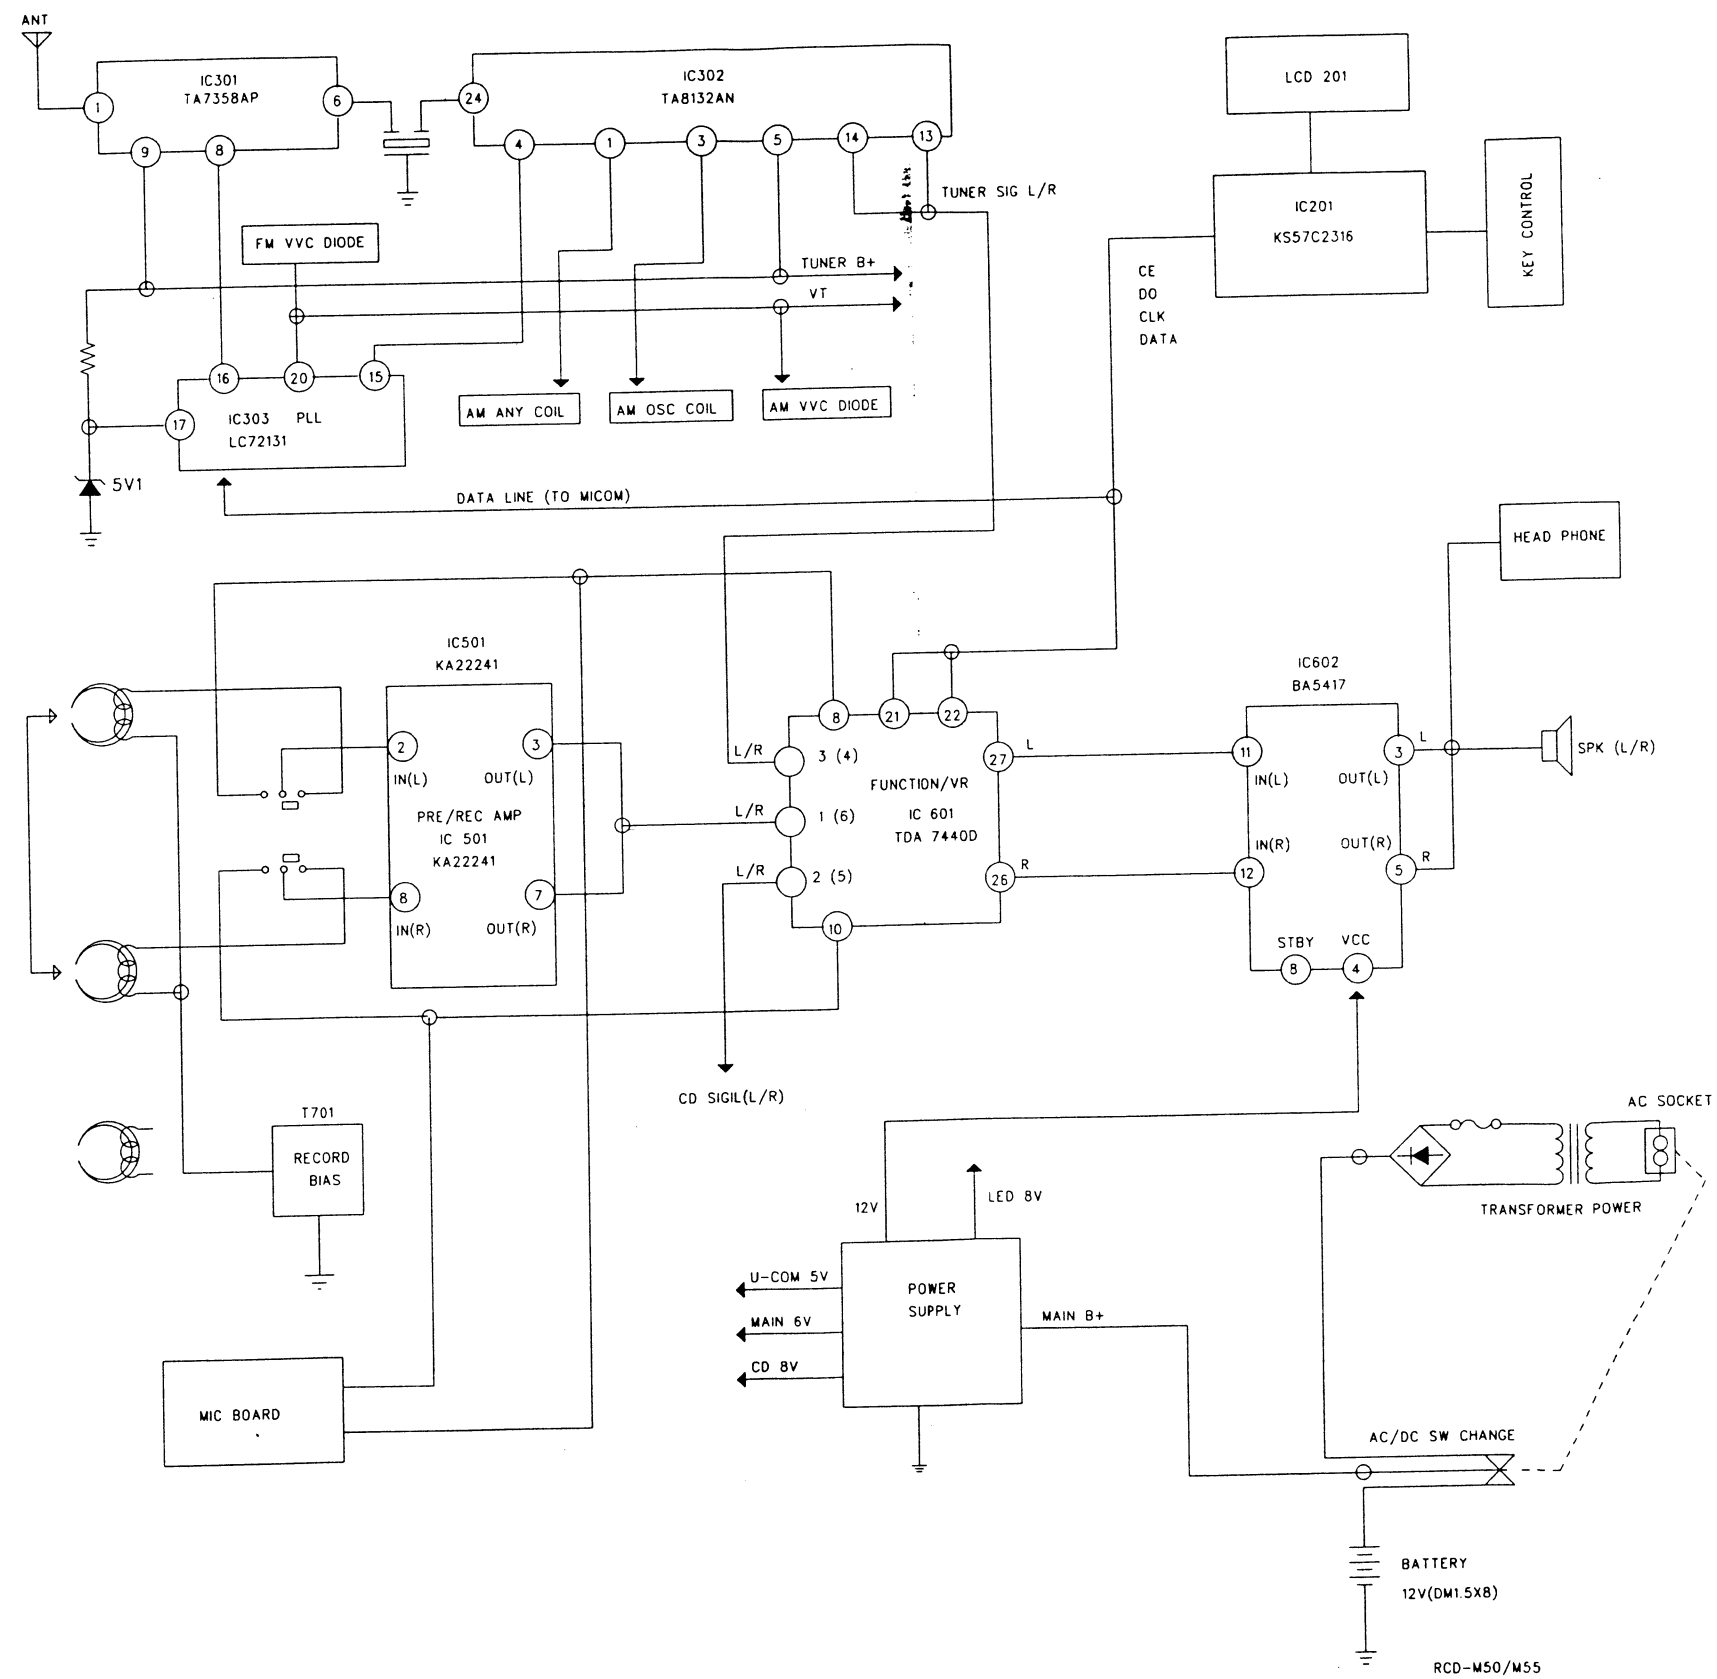 ANT
IC301
TA7358AP
1
6
9
8
IC302
TA8132AN
24
4
1
3
5
14
13
TUNER SIG L/R
LCD 201
IC201
KS57C2316
KEY CONTROL
CE
DO
CLK
DATA
FM VVC DIODE
TUNER B+
VT
16
20
15
17
IC303 PLL
LC72131
5V1
AM ANY COIL
AM OSC COIL
AM VVC DIODE
DATA LINE (TO MICOM)
HEAD PHONE
IC501
KA22241
2
IN(L)
3
OUT(L)
PRE/REC AMP
IC 501
KA22241
8
IN(R)
7
OUT(R)
8
21
22
L/R
3 (4)
L/R
1 (6)
L/R
2 (5)
FUNCTION/VR
IC 601
TDA 7440D
27
L
26
R
10
CD SIGIL(L/R)
IC602
BA5417
11
IN(L)
3
L
OUT(L)
IN(R)
12
OUT(R)
5
R
STBY
8
VCC
4
SPK (L/R)
T701
RECORD
BIAS
MIC BOARD
12V
LED 8V
U-COM 5V
MAIN 6V
CD 8V
POWER
SUPPLY
MAIN B+
AC SOCKET
TRANSFORMER POWER
AC/DC SW CHANGE
BATTERY
12V(DM1.5X8)
RCD-M50/M55